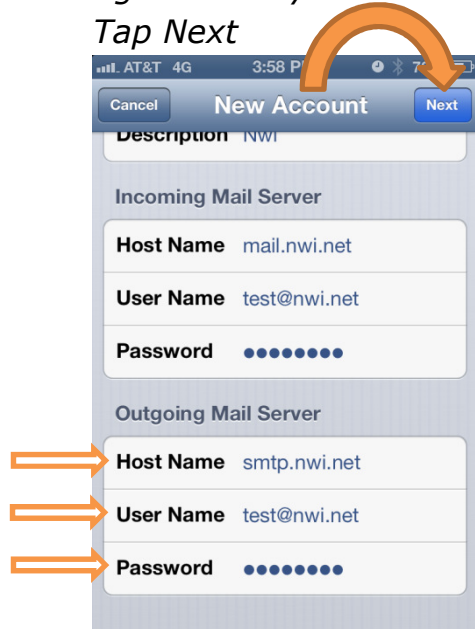 Tap Next
AT&T 4G 3:58 P
Cancel New Account Next
Description Nwi
Incoming Mail Server
Host Name mail.nwi.net
User Name test@nwi.net
Password ●●●●●●●●
Outgoing Mail Server
Host Name smtp.nwi.net
User Name test@nwi.net
Password ●●●●●●●●